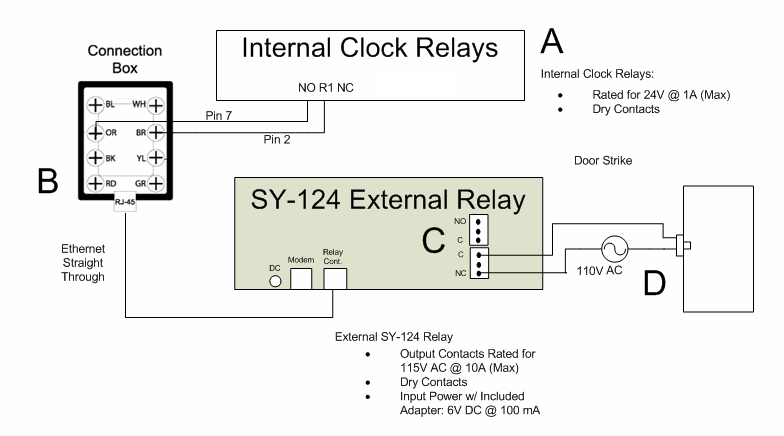 Connection
Box
Internal Clock Relays
NO R1 NC
A
Internal Clock Relays:
• Rated for 24V @ 1A (Max)
• Dry Contacts
BL WH
OR BR
BK YL
RD GR
RJ-45
Pin 7
Pin 2
B
Door Strike
SY-124 External Relay
NO
C
C
C
NC
DC
Modem
Relay
Cont.
110V AC
D
Ethernet
Straight
Through
External SY-124 Relay
• Output Contacts Rated for
115V AC @ 10A (Max)
• Dry Contacts
• Input Power w/ Included
Adapter: 6V DC @ 100 mA